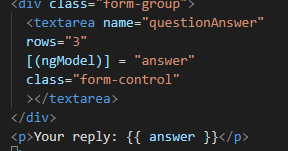 <div class="form-group">
<textarea name="questionAnswer"
rows="3"
[(ngModel)] = "answer"
class="form-control"
></textarea>
</div>
<p>Your reply: {{ answer }}</p>